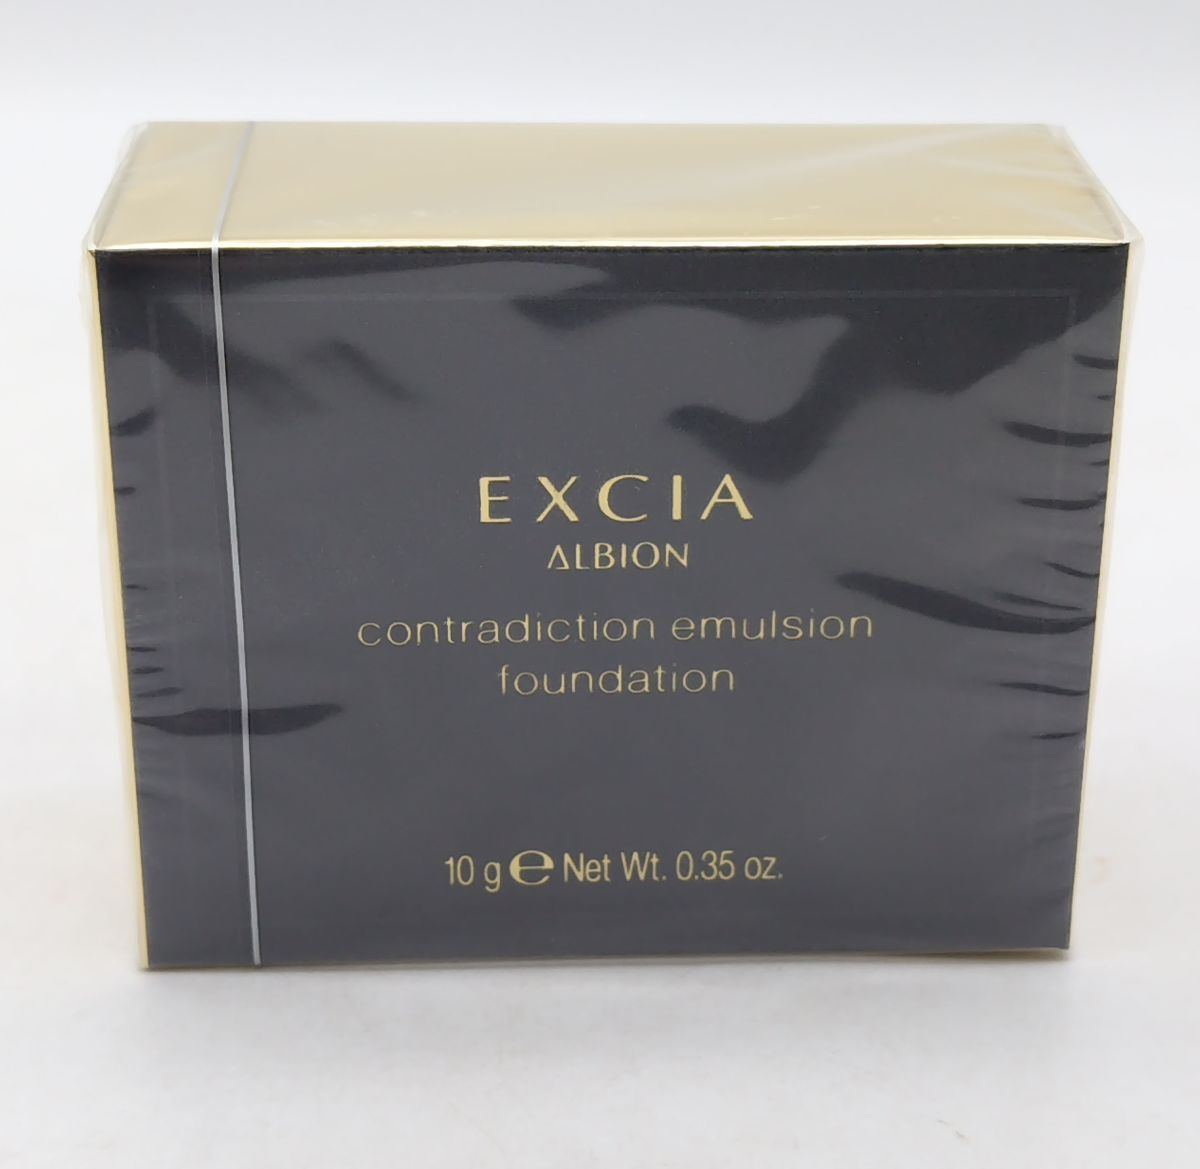 EXCIA
ALBION
contradiction emulsion
foundation
10 g ℮ Net Wt. 0.35 oz.